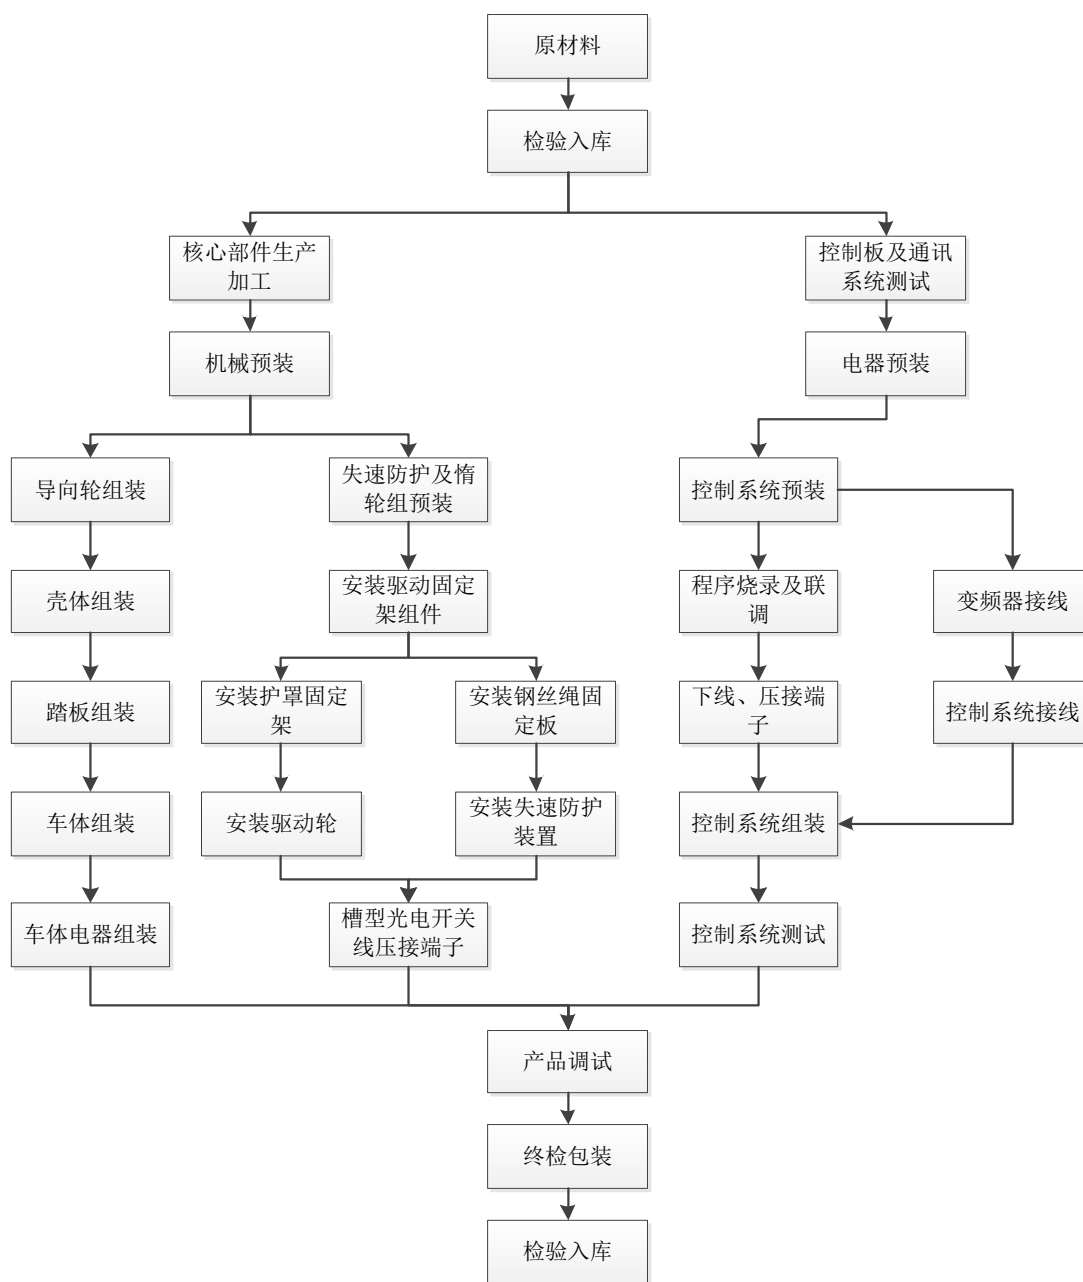 原材料
检验入库
核心部件生产
加工
控制板及通讯
系统测试
机械预装
电器预装
导向轮组装
失速防护及惰
轮组预装
控制系统预装
壳体组装
安装驱动固定
架组件
程序烧录及联
调
变频器接线
踏板组装
安装护罩固定
架
安装钢丝绳固
定板
下线、压接端
子
控制系统接线
车体组装
安装驱动轮
安装失速防护
装置
控制系统组装
车体电器组装
槽型光电开关
线压接端子
控制系统测试
产品调试
终检包装
检验入库